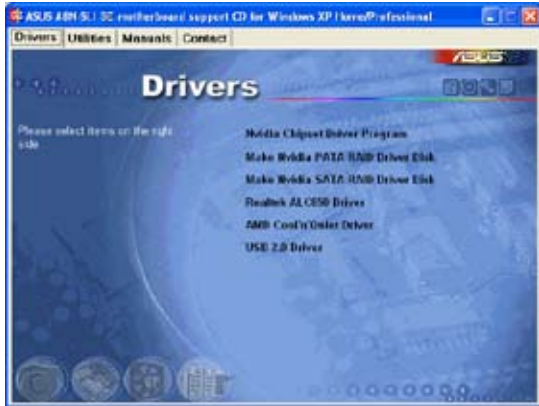 ASUS A8N-SLI SE motherboard support CD for Windows XP Home/Professional
Drivers Utilities Manuals Contact
ASUS
Drivers
Please select items on the right
side
Nvidia Chipset Driver Program
Make Nvidia PATA RAID Driver Disk
Make Nvidia SATA RAID Driver Disk
Realtek ALC850 Driver
AMD Cool'n'Quiet Driver
USB 2.0 Driver